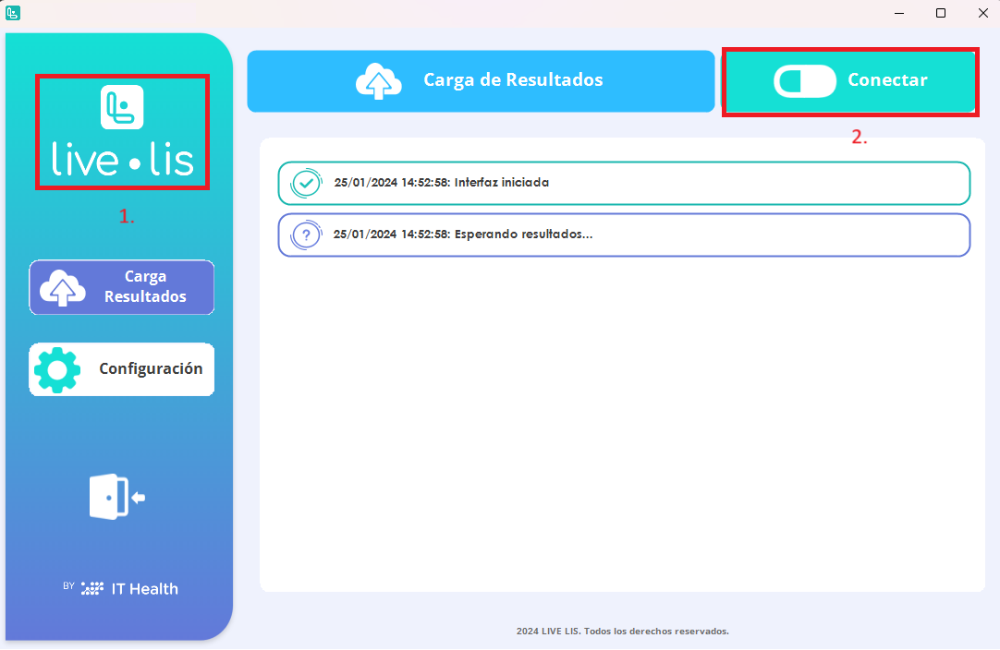 live lis
1.
Carga
Resultados
Configuración
BY IT Health
Carga de Resultados
Conectar
2.
25/01/2024 14:52:58: Interfaz iniciada
25/01/2024 14:52:58: Esperando resultados...
2024 LIVE LIS. Todos los derechos reservados.